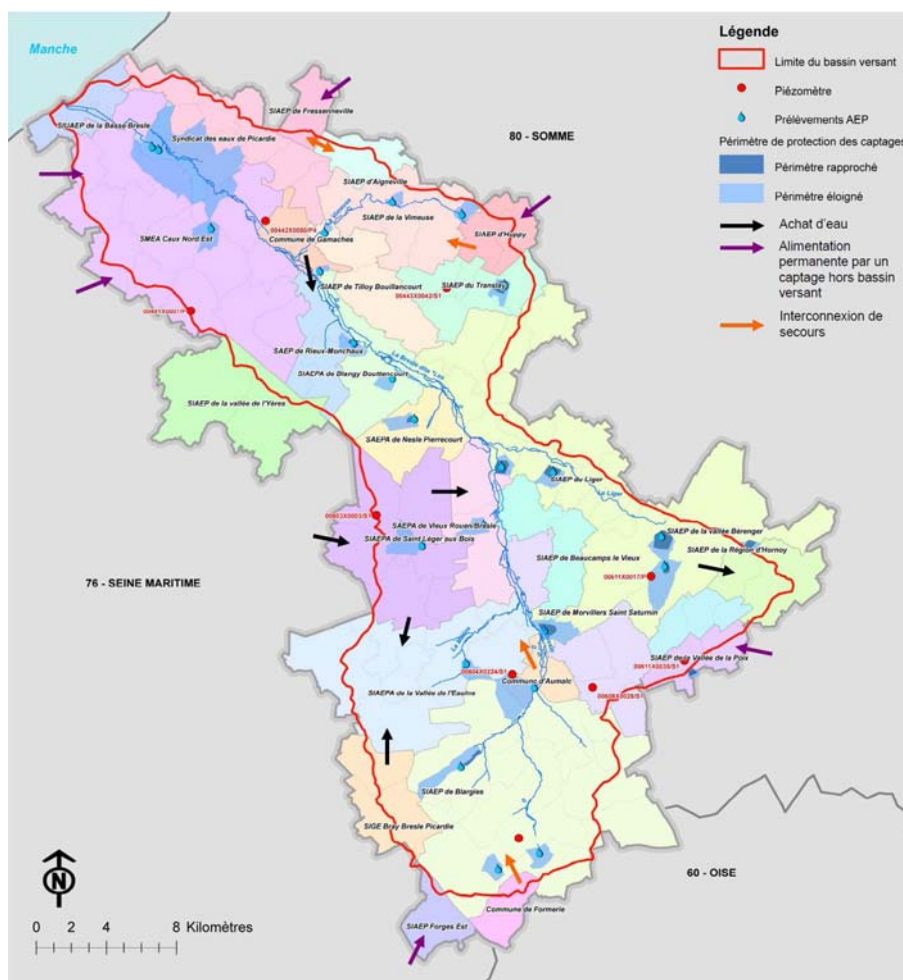 Manche
Légende
Limite du bassin versant
Piézomètre
Prélèvements AEP
Périmètre de protection des captages
Périmètre rapproché
Périmètre éloigné
Achat d'eau
Alimentation
permanente par un
captage hors bassin
versant
Interconnexion de
secours
SIAEP de Fressenneville
80 - SOMME
SIUAEP de la Basse Bresle
Syndicat des eaux de Picardie
SIAEP d'Aigneville
SIAEP de la Vimeuse
SIAEP d'Huppy
SMEA Caux Nord Est
Commune de Gamaches
SIAEP de Tilloy Bouillancourt
SIAEP du Translay
SAEP de Rieux-Monchaux
SIAEPA de Blangy Bouttencourt
SIAEP de la vallée de l'Yères
SAEPA de Nesle Pierrecourt
SIAEP du Liger
Le Liger
SAEPA de Vieux Rouen/Bresle
SIAEPA de Saint Léger aux Bois
SIAEP de la vallée Bérenger
SIAEP de la Région d'Hornoy
SIAEP de Beaucamps le Vieux
00611X0017/P
76 - SEINE MARITIME
SIAEP de Morvillers Saint Saturnin
SIAEP de la Vallée de la Poix
Commune d'Aumale
SIAEPA de la Vallée de l'Eaulne
SIAEP de Blargies
SIGE Bray Bresle Picardie
60 - OISE
Commune de Formerie
SIAEP Forges Est
N
0 2 4 8 Kilomètres